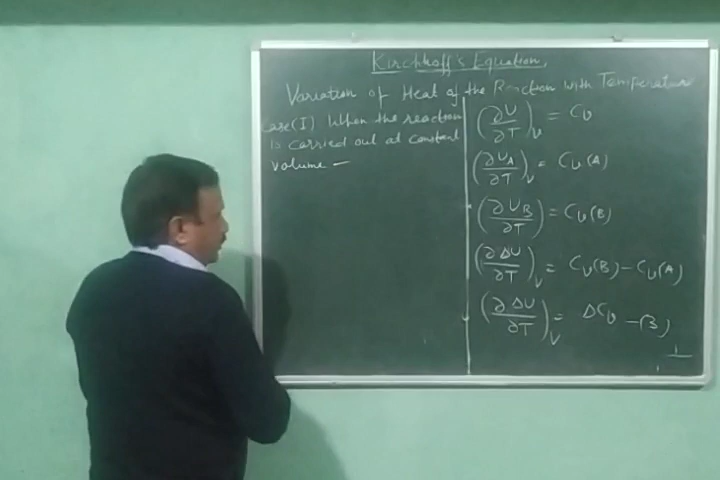 Kirchhoff's Equation,
Variation of Heat of the Reaction with Temperature
Case(I) When the reaction
is carried out at constant
volume —
(∂U/∂T)v = Cv
(∂UA/∂T)v = Cv(A)
(∂UB/∂T) = Cv(B)
(∂ΔU/∂T)v = Cv(B) - Cv(A)
(∂ΔU/∂T)v = ΔCv —(3)